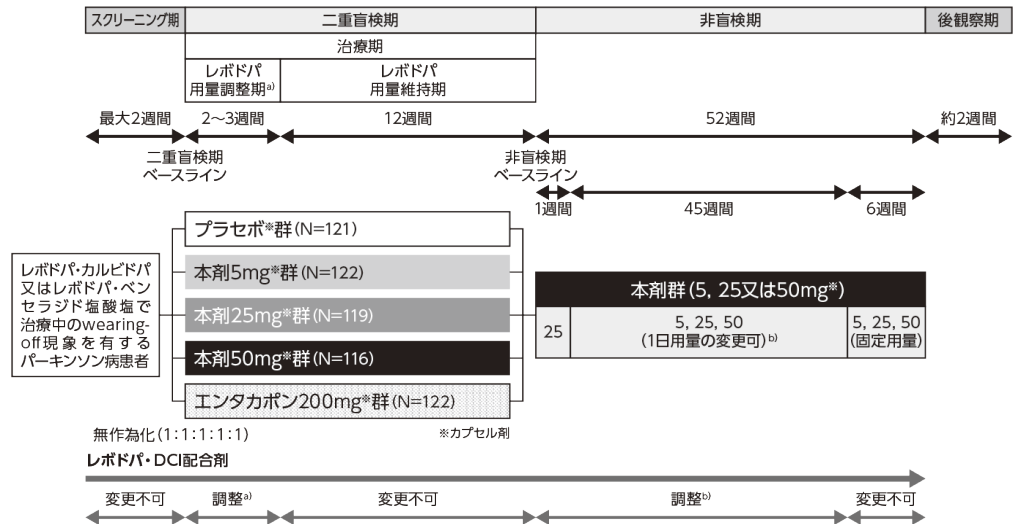 スクリーニング期
二重盲検期
非盲検期
後観察期
治療期
レボドパ
用量調整期a)
レボドパ
用量維持期
最大2週間
2～3週間
12週間
52週間
約2週間
二重盲検期
ベースライン
非盲検期
ベースライン
1週間
45週間
6週間
レボドパ・カルビドパ
又はレボドパ・ベン
セラジド塩酸塩で
治療中のwearing-
off現象を有する
パーキンソン病患者
プラセボ※群(N=121)
本剤5mg※群(N=122)
本剤25mg※群(N=119)
本剤50mg※群(N=116)
エンタカポン200mg※群(N=122)
本剤群(5, 25又は50mg※)
25
5, 25, 50
(1日用量の変更可)b)
5, 25, 50
(固定用量)
無作為化(1：1：1：1：1)
※カプセル剤
レボドパ・DCI配合剤
変更不可
調整a)
変更不可
調整b)
変更不可